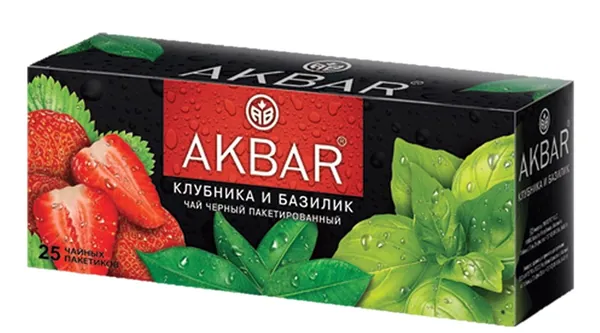 AKBAR®
AKBAR®
КЛУБНИКА И БАЗИЛИК
ЧАЙ ЧЕРНЫЙ ПАКЕТИРОВАННЫЙ
25 ЧАЙНЫХ
ПАКЕТИКОВ
AKBAR
КЛУБНИКА И БАЗИЛИК